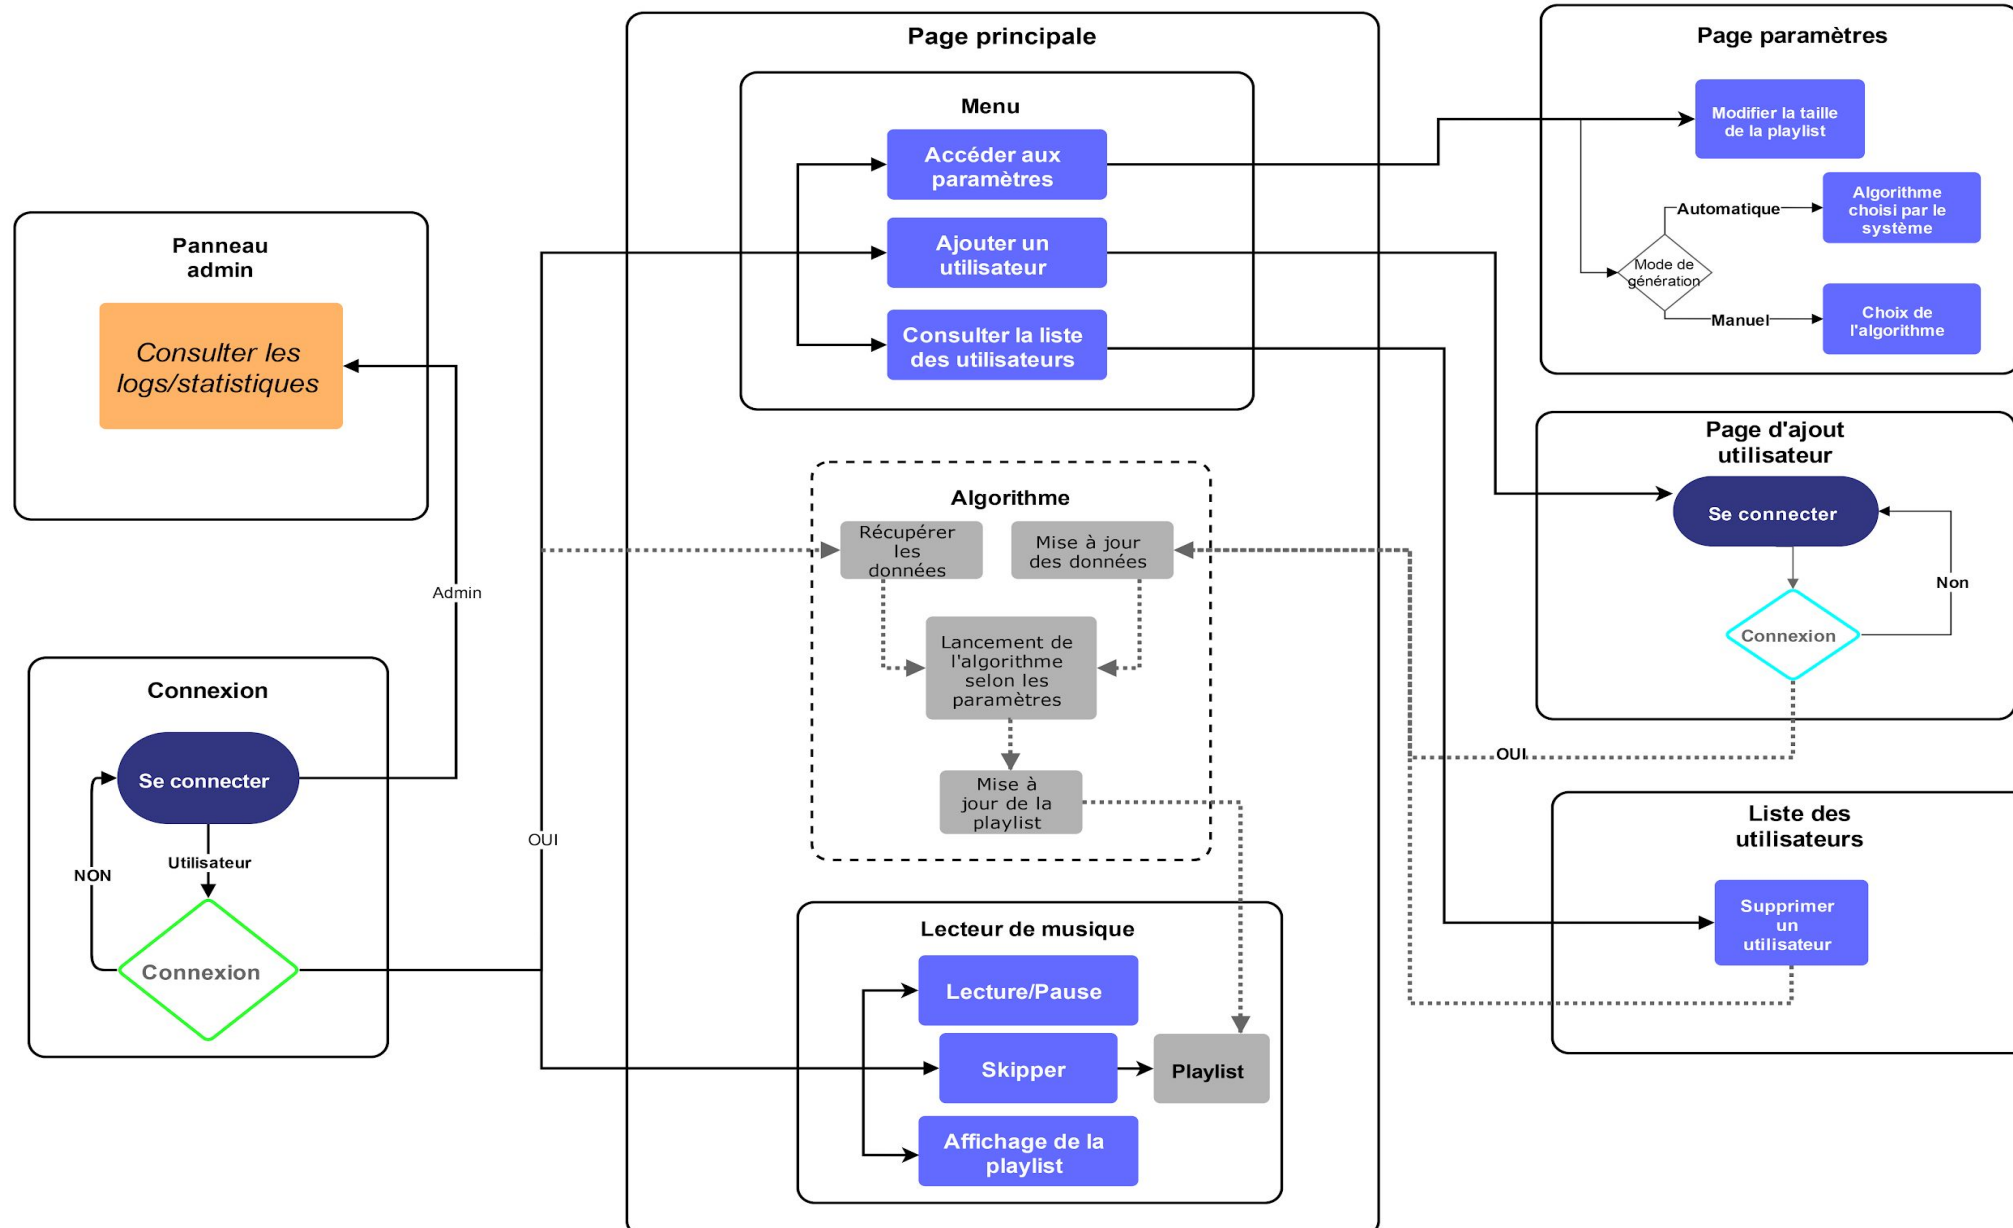 Panneau
admin
Consulter les
logs/statistiques
Admin
Connexion
Se connecter
Utilisateur
NON
Connexion
OUI
Page principale
Menu
Accéder aux
paramètres
Ajouter un
utilisateur
Consulter la liste
des utilisateurs
Algorithme
Récupérer
les
données
Mise à jour
des données
Lancement de
l'algorithme
selon les
paramètres
Mise à
jour de la
playlist
Lecteur de musique
Lecture/Pause
Skipper
Playlist
Affichage de la
playlist
Page paramètres
Modifier la taille
de la playlist
Automatique
Algorithme
choisi par le
système
Mode de
génération
Manuel
Choix de
l'algorithme
Page d'ajout
utilisateur
Se connecter
Non
Connexion
OUI
Liste des
utilisateurs
Supprimer
un
utilisateur